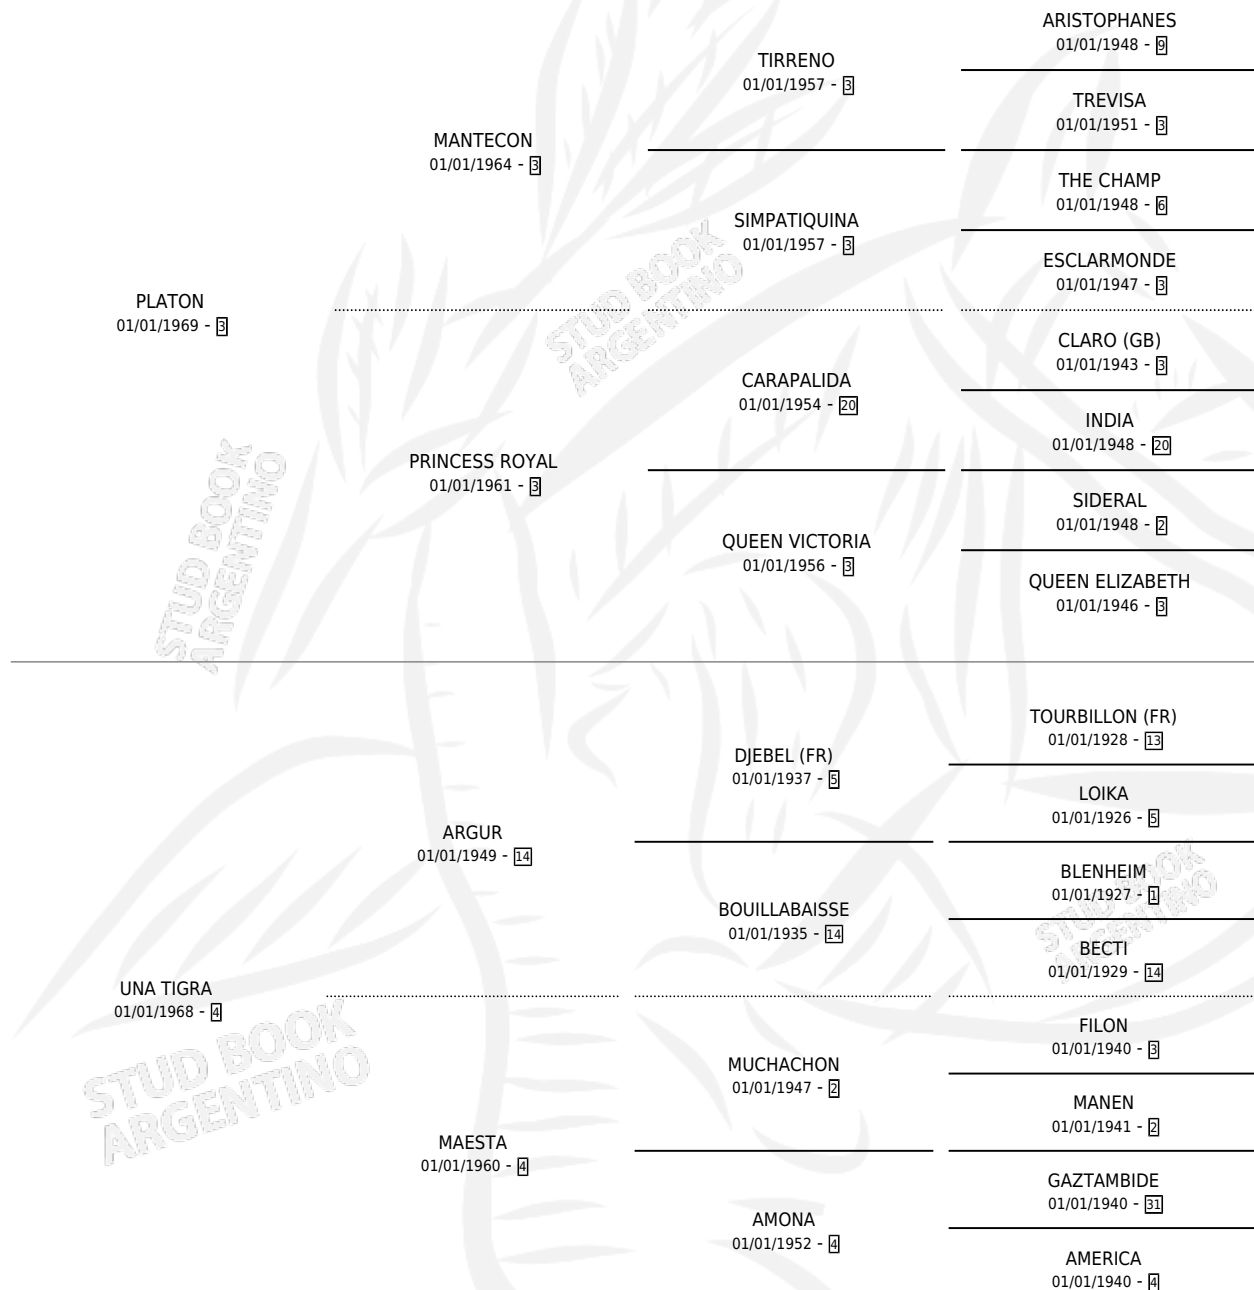 ARISTOPHANES
01/01/1948 - 9
TIRRENO
01/01/1957 - 3
TREVISA
01/01/1951 - 3
MANTECON
01/01/1964 - 3
THE CHAMP
01/01/1948 - 6
SIMPATIQUINA
01/01/1957 - 3
ESCLARMONDE
01/01/1947 - 3
STUD BOOK
ARGENTINO
PLATON
01/01/1969 - 3
CLARO (GB)
01/01/1943 - 3
CARAPALIDA
01/01/1954 - 20
INDIA
01/01/1948 - 20
PRINCESS ROYAL
01/01/1961 - 3
SIDERAL
01/01/1948 - 2
QUEEN VICTORIA
01/01/1956 - 3
QUEEN ELIZABETH
01/01/1946 - 3
STUD BOOK
ARGENTINO
TOURBILLON (FR)
01/01/1928 - 13
DJEBEL (FR)
01/01/1937 - 5
LOIKA
01/01/1926 - 5
ARGUR
01/01/1949 - 14
BLENHEIM
01/01/1927 - 1
BOUILLABAISSE
01/01/1935 - 14
BECTI
01/01/1929 - 14
STUD BOOK
ARGENTINO
UNA TIGRA
01/01/1968 - 4
FILON
01/01/1940 - 3
MUCHACHON
01/01/1947 - 2
MANEN
01/01/1941 - 2
STUD BOOK
ARGENTINO
MAESTA
01/01/1960 - 4
GAZTAMBIDE
01/01/1940 - 31
AMONA
01/01/1952 - 4
AMERICA
01/01/1940 - 4